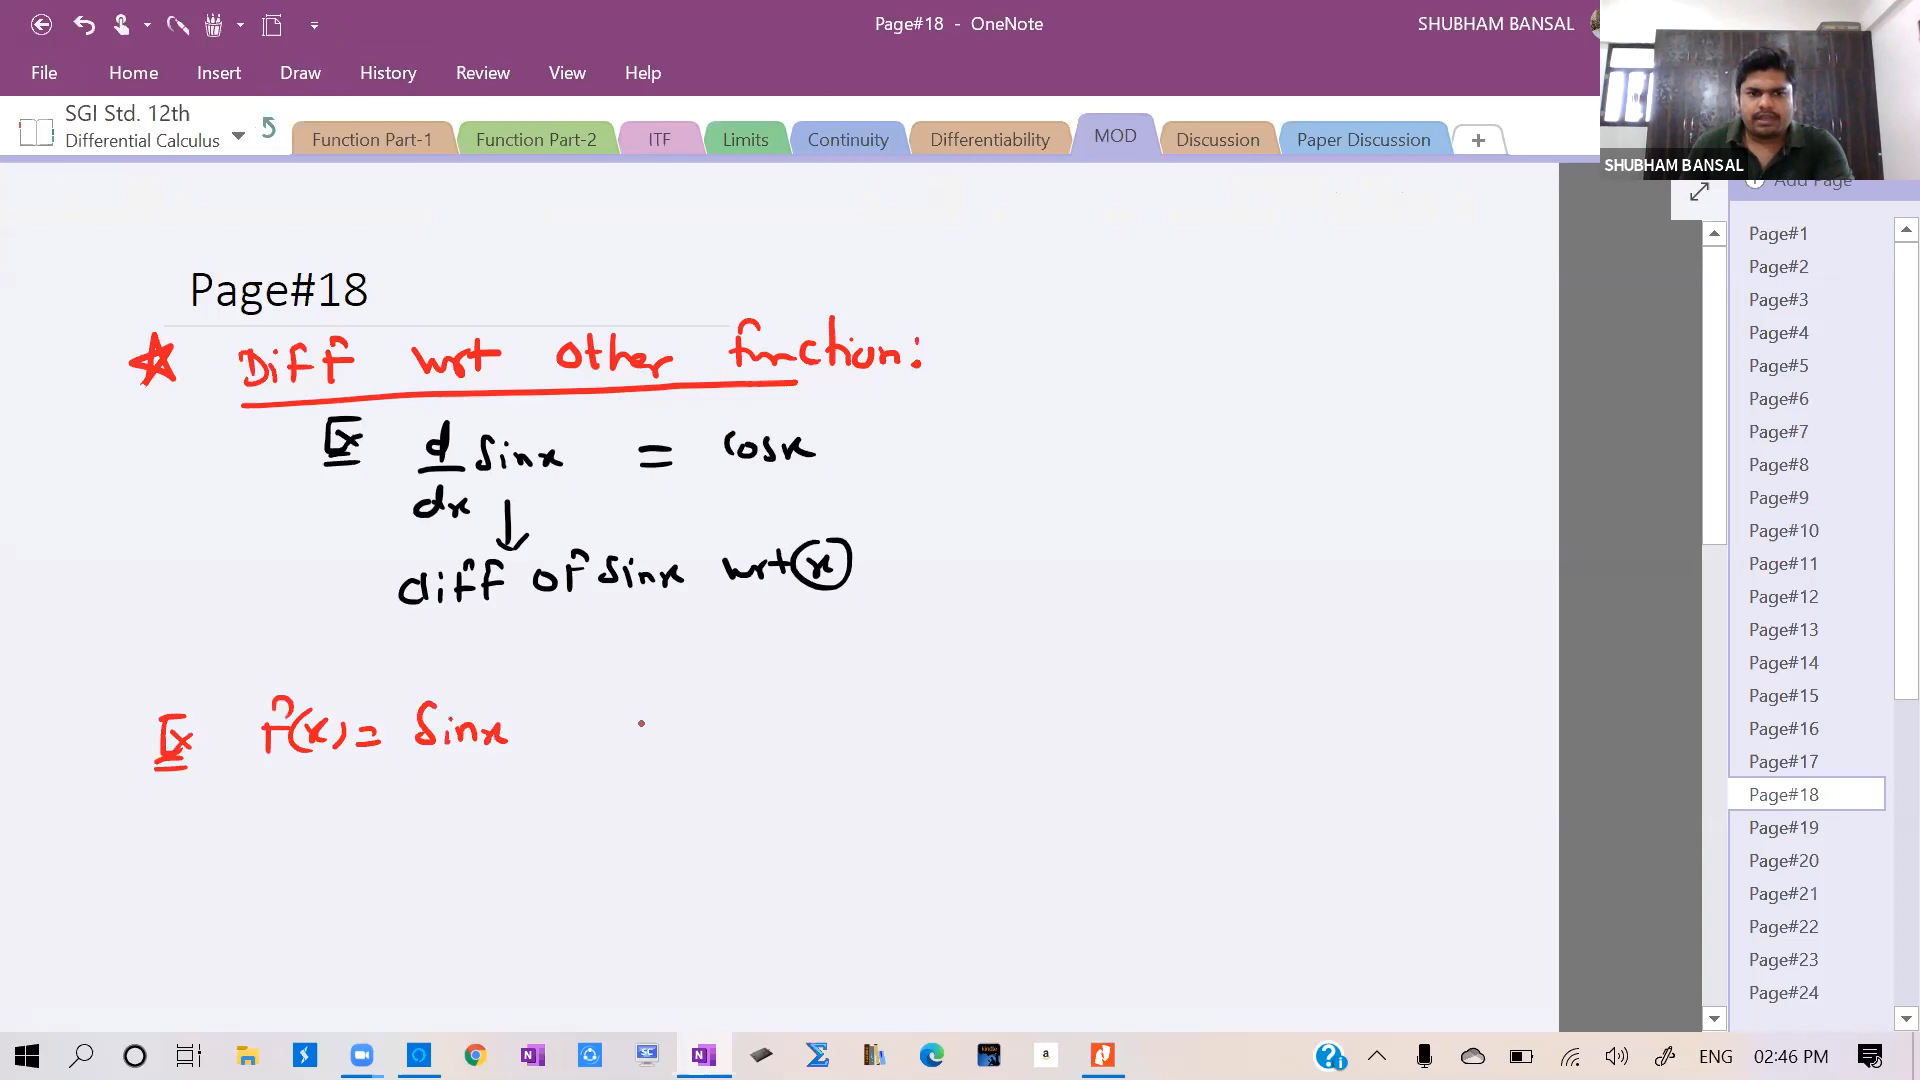 Page#18 - OneNote
SHUBHAM BANSAL
File Home Insert Draw History Review View Help
SGI Std. 12th
Differential Calculus
Function Part-1 Function Part-2 ITF Limits Continuity Differentiability MOD Discussion Paper Discussion +
SHUBHAM BANSAL
Add Page
Page#18
Diff wrt other function:
Ex d/dx sinx = cosx
diff of sinx wrt x
Ex f(x) = sinx
Page#1
Page#2
Page#3
Page#4
Page#5
Page#6
Page#7
Page#8
Page#9
Page#10
Page#11
Page#12
Page#13
Page#14
Page#15
Page#16
Page#17
Page#18
Page#19
Page#20
Page#21
Page#22
Page#23
Page#24
ENG 02:46 PM